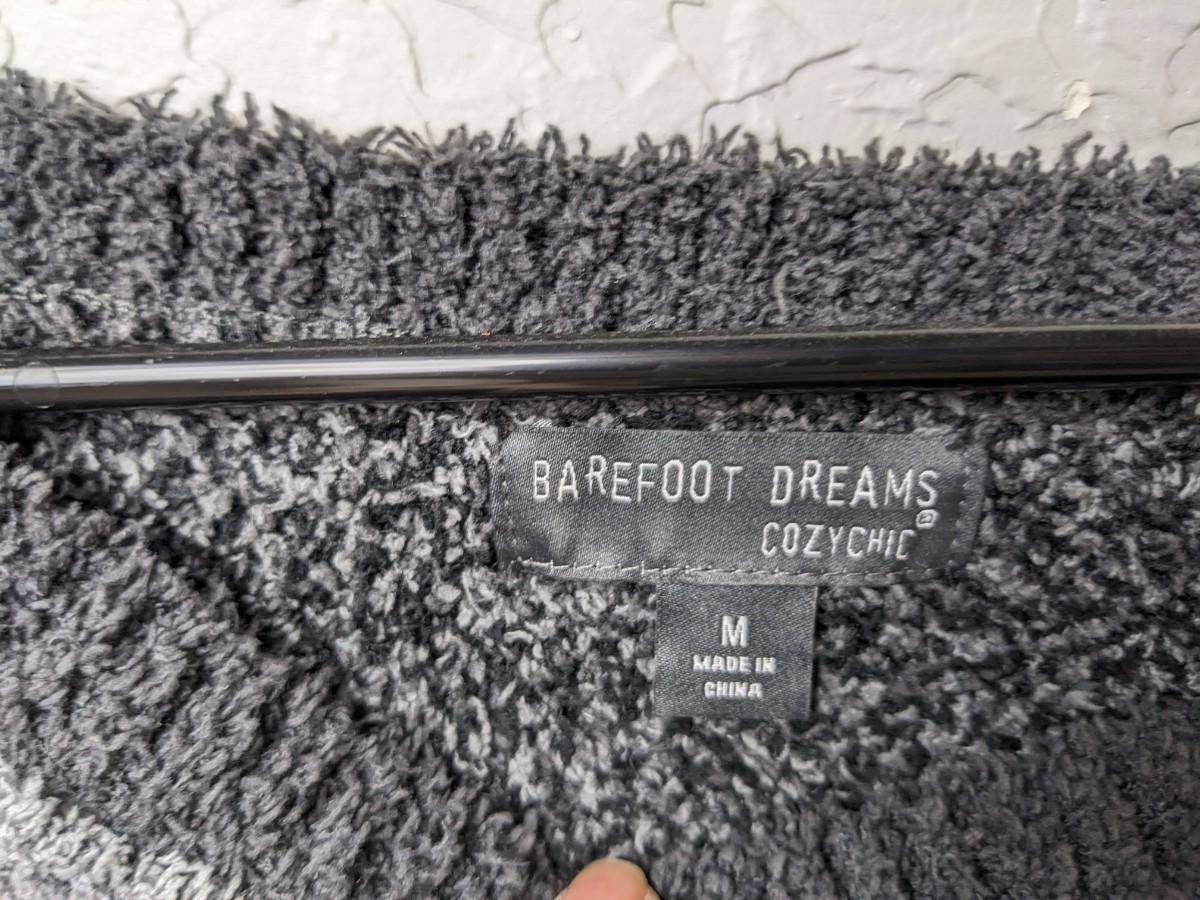 BAREFOOT DREAMS
®
COZYCHIC
M
MADE IN
CHINA